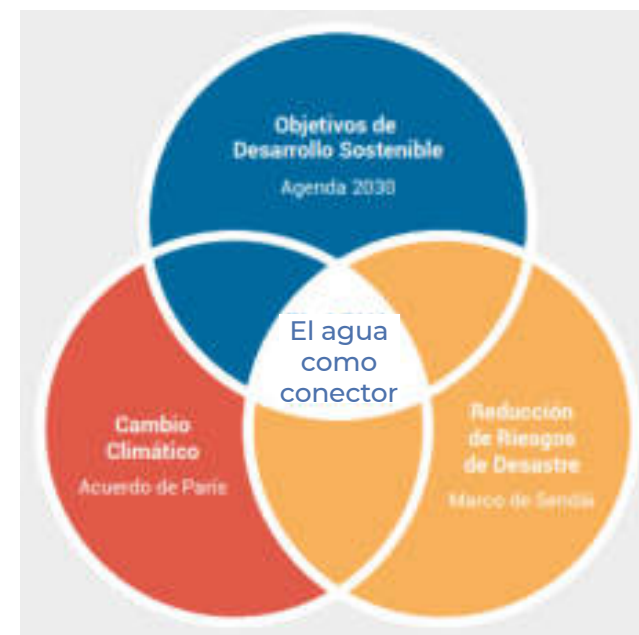 Objetivos de
Desarrollo Sostenible
Agenda 2030
El agua
como
conector
Cambio
Climático
Acuerdo de París
Reducción
de Riesgos
de Desastre
Marco de Sendái